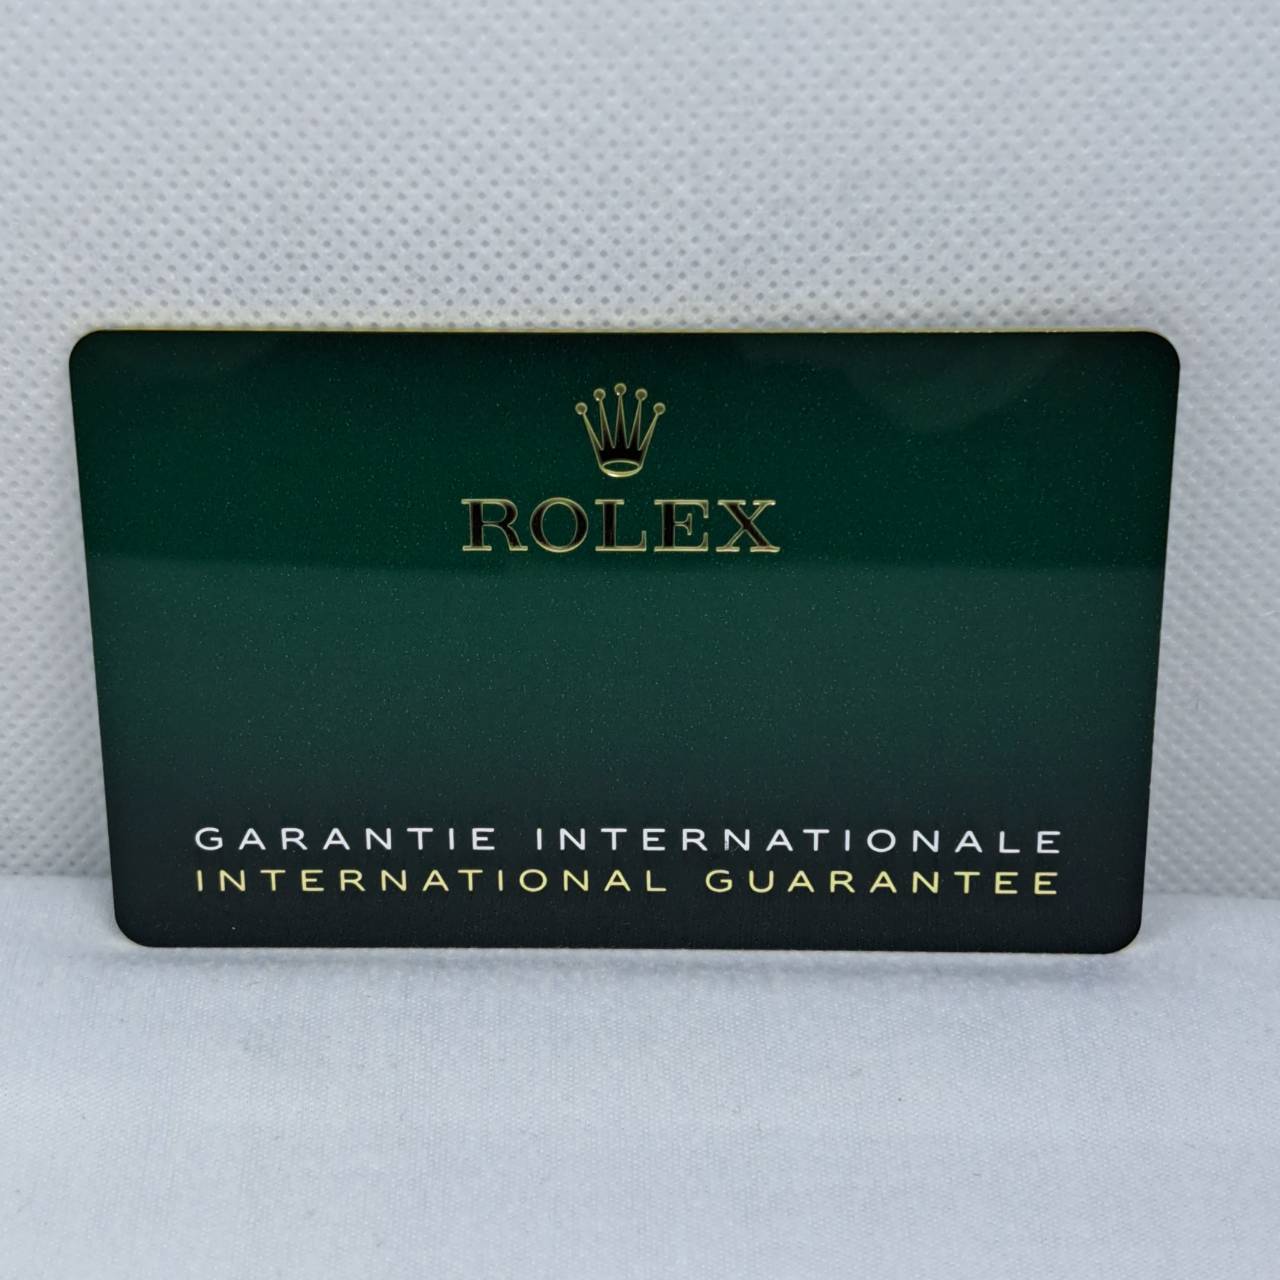 ROLEX
GARANTIE INTERNATIONALE
INTERNATIONAL GUARANTEE